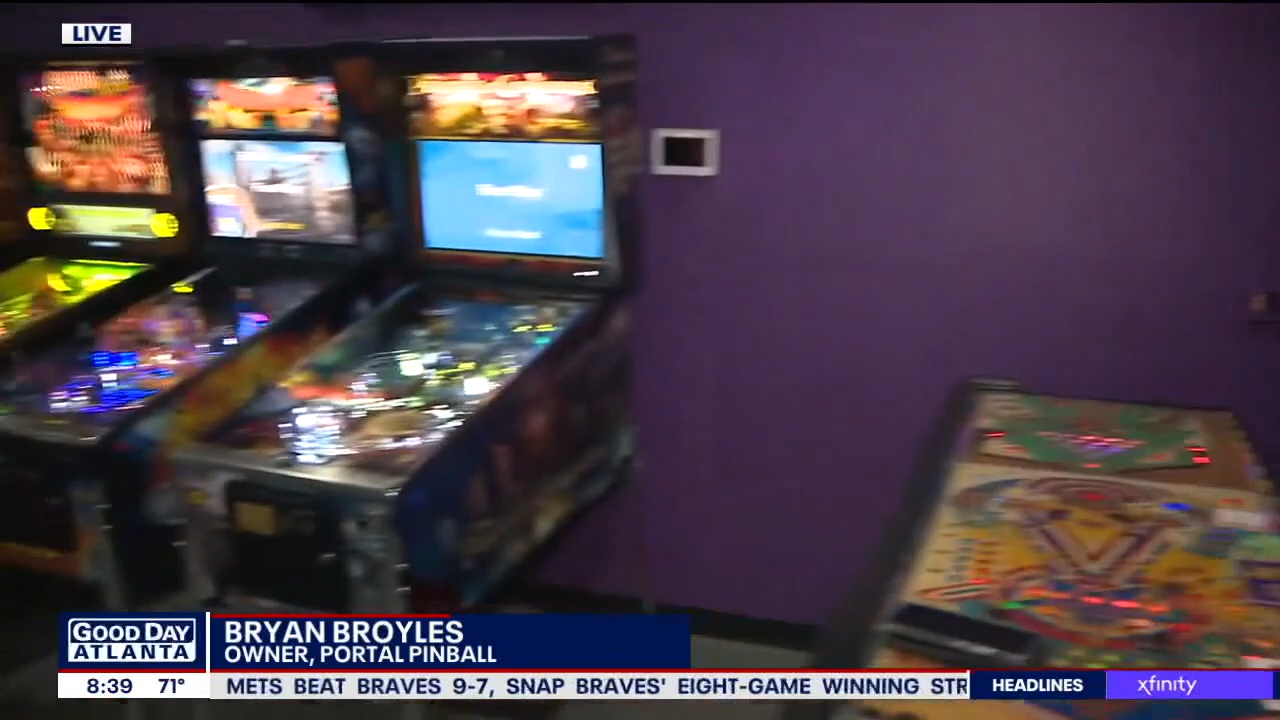 LIVE
GOOD DAY
ATLANTA
BRYAN BROYLES
OWNER, PORTAL PINBALL
8:39 71°
METS BEAT BRAVES 9-7, SNAP BRAVES' EIGHT-GAME WINNING STR
HEADLINES
xfinity